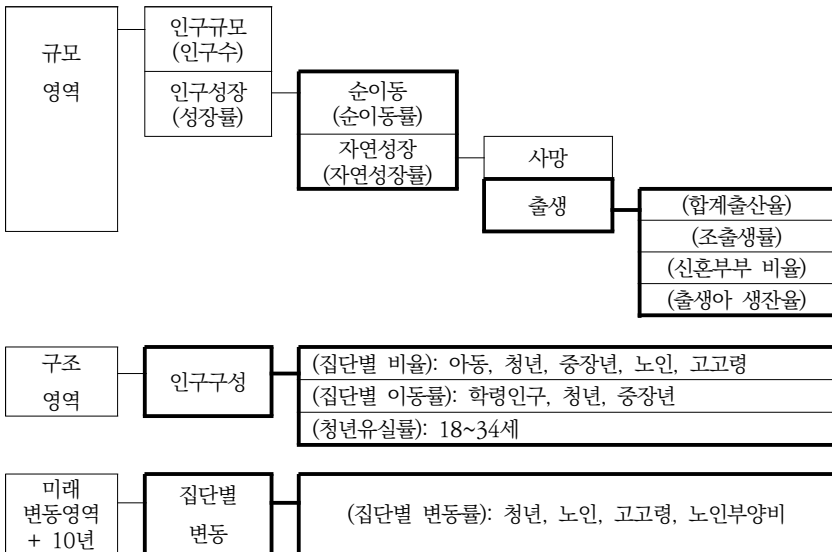 규모
영역
인구규모
(인구수)
인구성장
(성장률)
순이동
(순이동률)
자연성장
(자연성장률)
사망
출생
(합계출산율)
(조출생률)
(신혼부부 비율)
(출생아 생잔율)
구조
영역
인구구성
(집단별 비율): 아동, 청년, 중장년, 노인, 고고령
(집단별 이동률): 학령인구, 청년, 중장년
(청년유실률): 18~34세
미래
변동영역
+ 10년
집단별
변동
(집단별 변동률): 청년, 노인, 고고령, 노인부양비